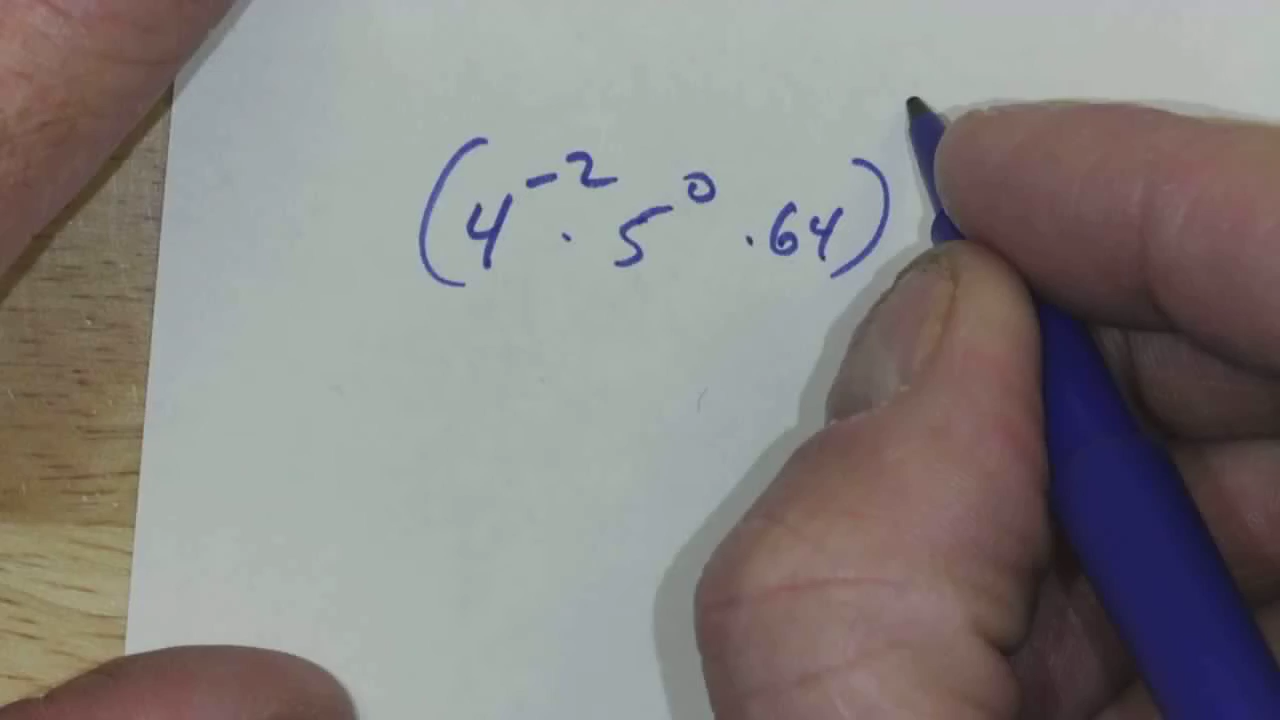 (4⁻² · 5⁰ · 64)